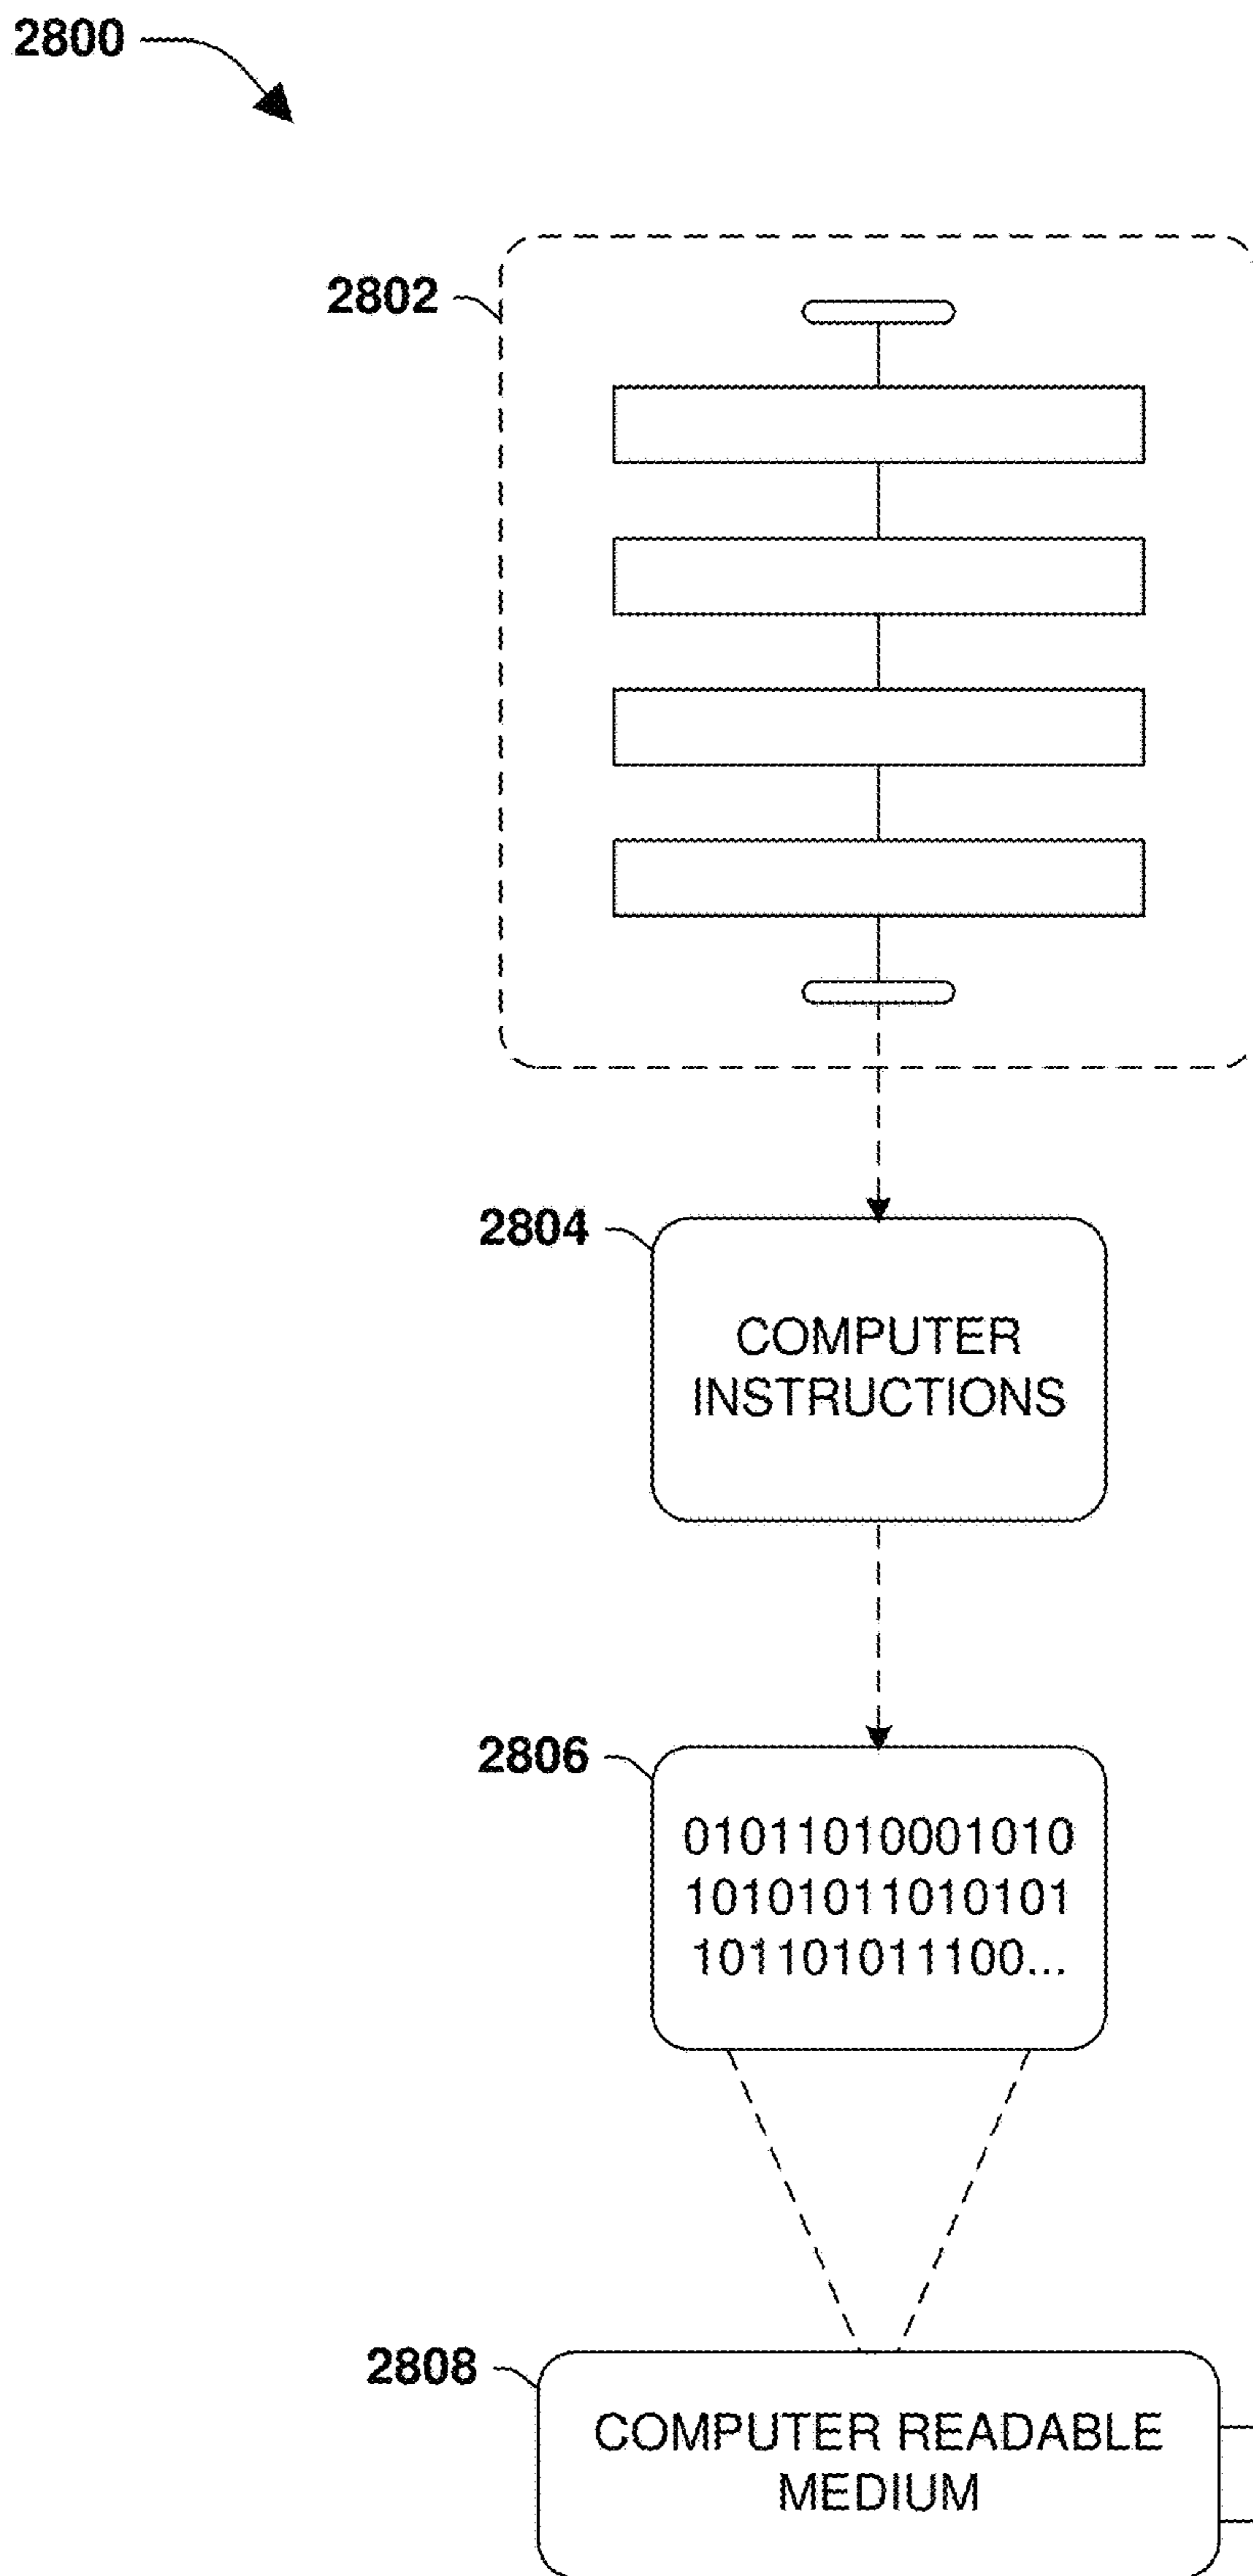 2800
2802
2804
COMPUTER
INSTRUCTIONS
2806
01011010001010
10101011010101
101101011100...
2808
COMPUTER READABLE
MEDIUM